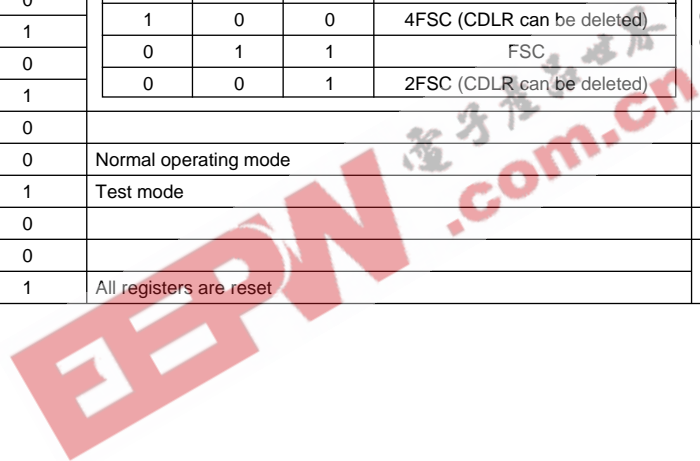 0
1 0 0 4FSC (CDLR can be deleted)
1
0 1 1 FSC
0
0 0 1 2FSC (CDLR can be deleted)
1
0
0 Normal operating mode
1 Test mode
0
0
1 All registers are reset
EEPW.com.cn
電子產品世界